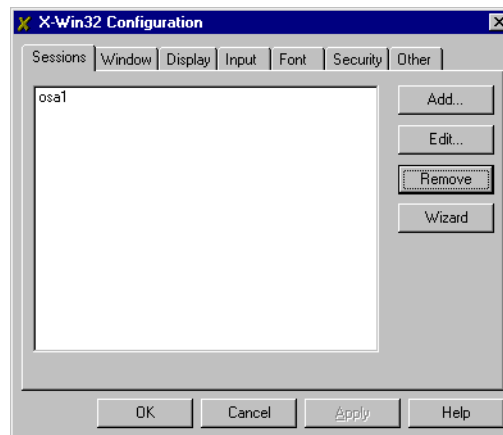 X-Win32 Configuration
Sessions Window Display Input Font Security Other
osa1
Add...
Edit...
Remove
Wizard
OK Cancel Apply Help